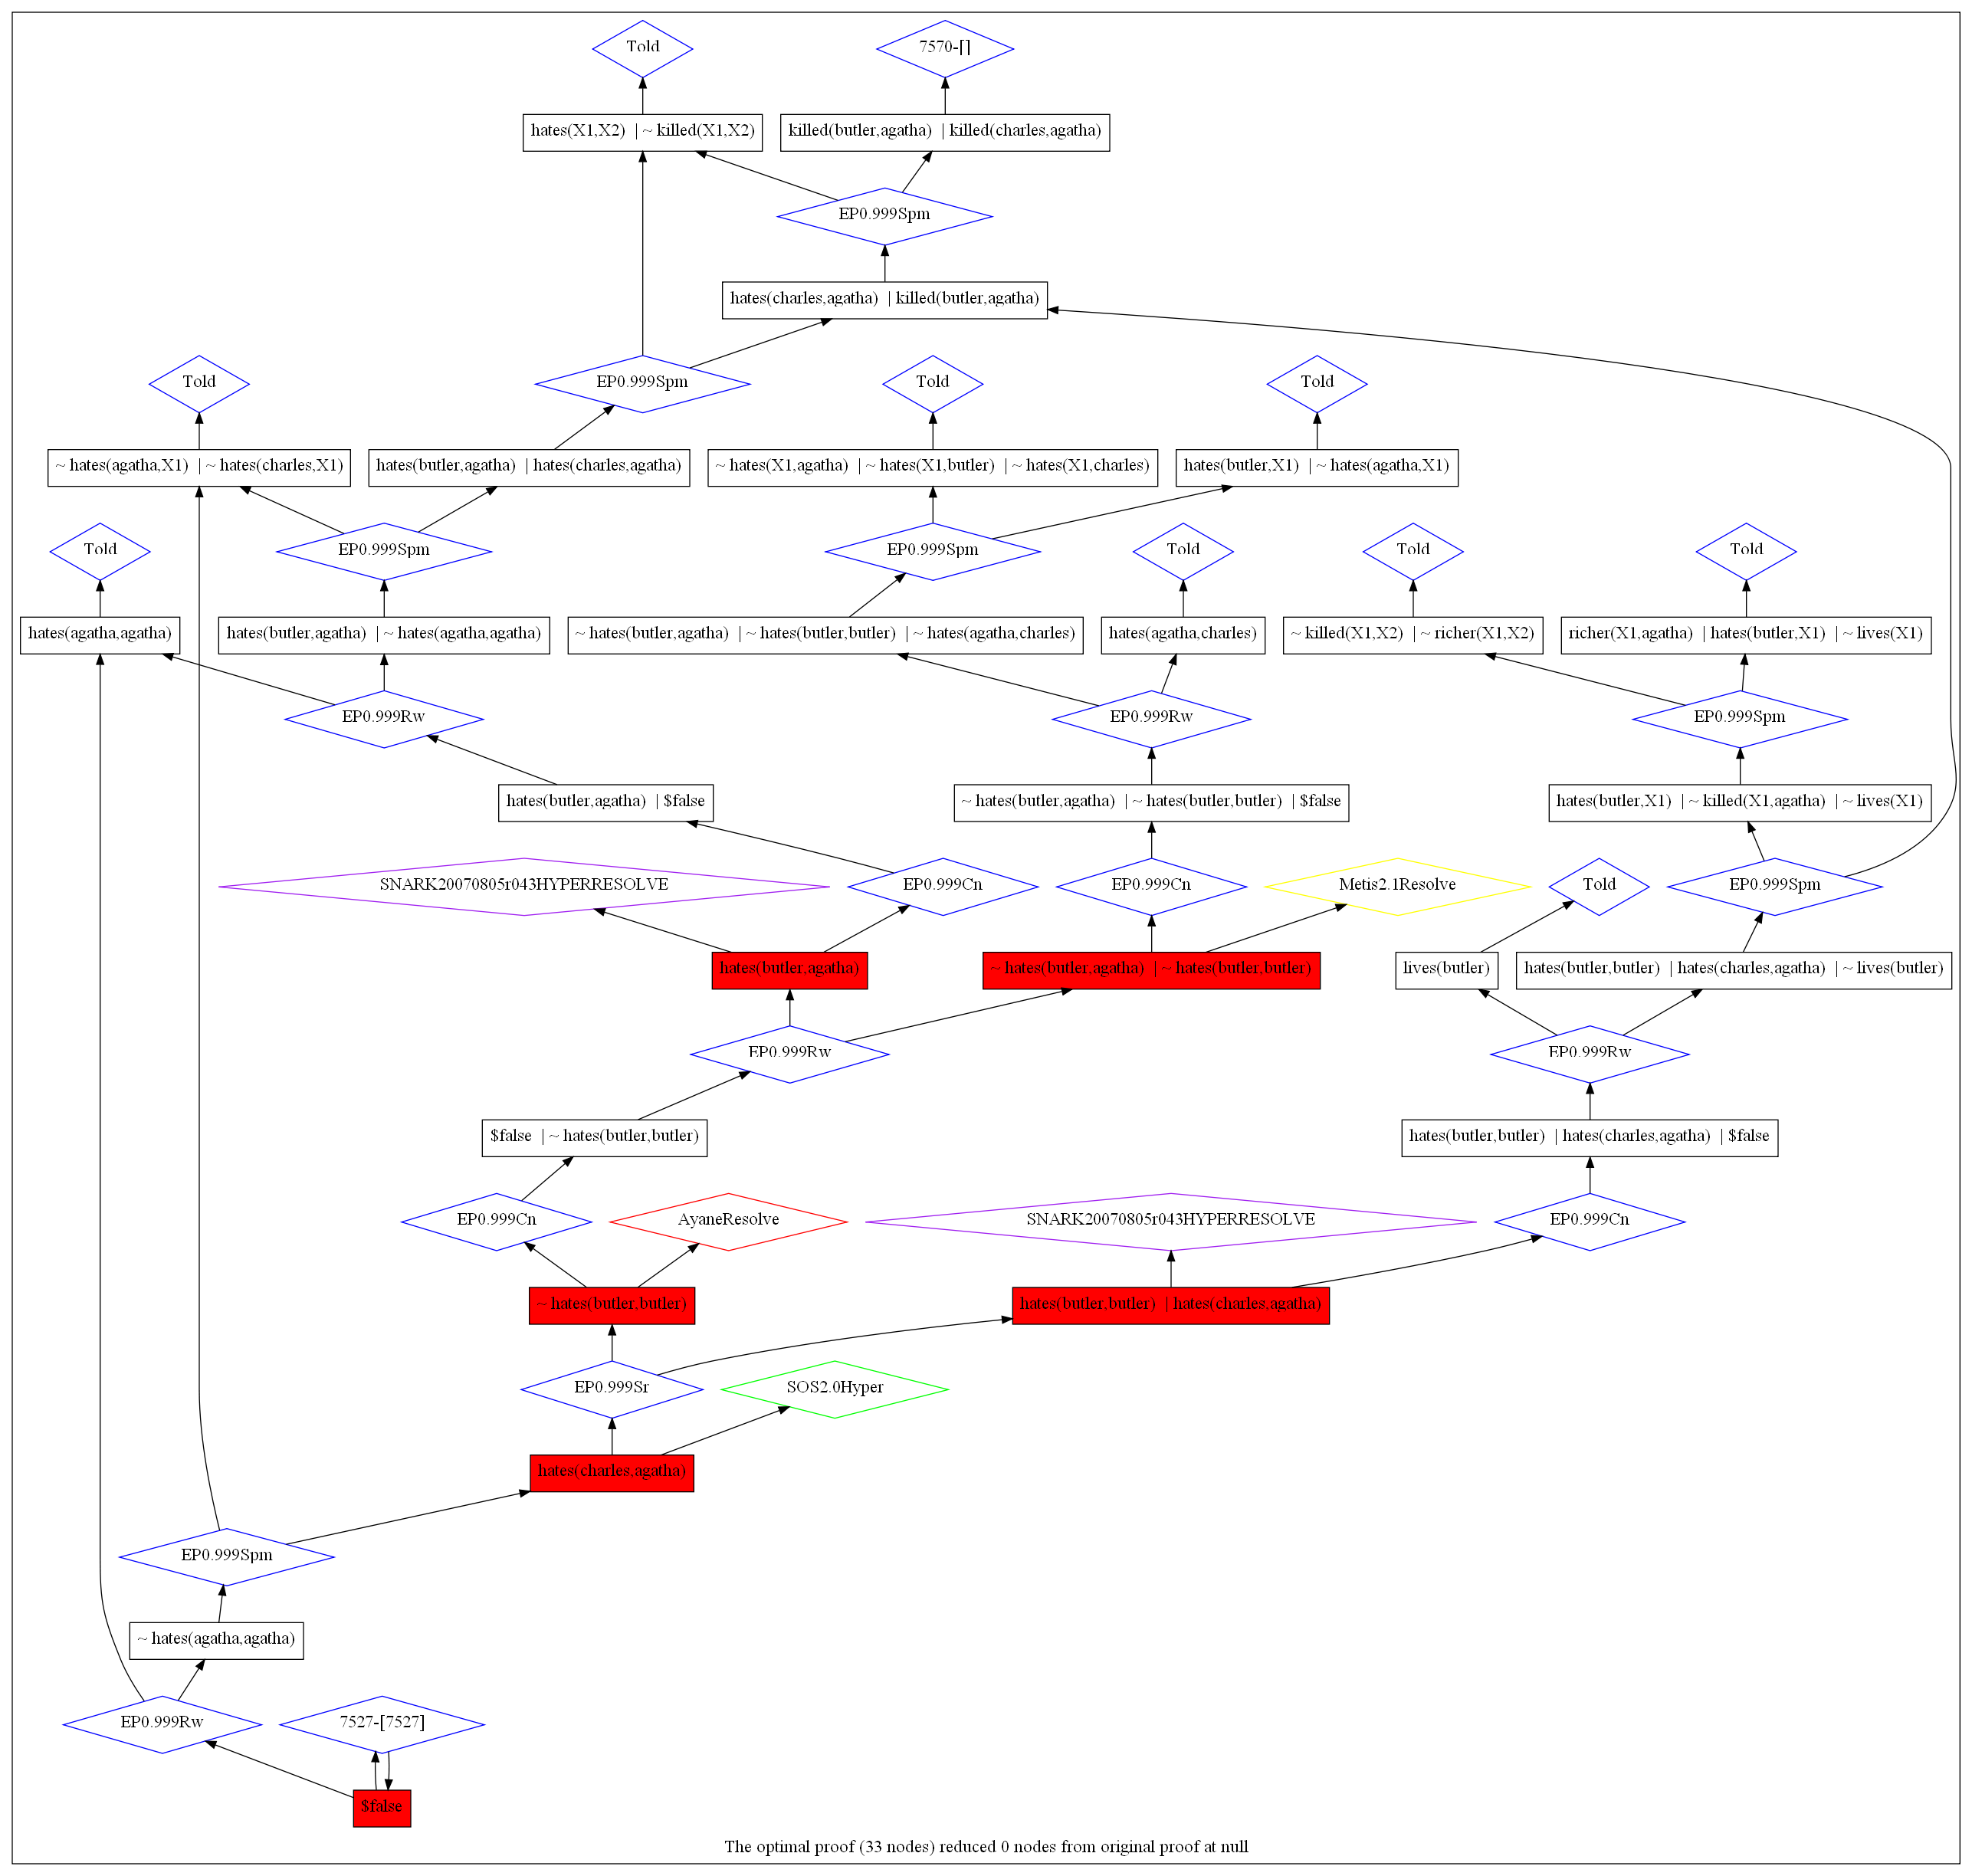 Told
7570-[]
hates(X1,X2) | ~ killed(X1,X2)
killed(butler,agatha) | killed(charles,agatha)
EP0.999Spm
hates(charles,agatha) | killed(butler,agatha)
Told
EP0.999Spm
Told
Told
~ hates(agatha,X1) | ~ hates(charles,X1)
hates(butler,agatha) | hates(charles,agatha)
~ hates(X1,agatha) | ~ hates(X1,butler) | ~ hates(X1,charles)
hates(butler,X1) | ~ hates(agatha,X1)
Told
EP0.999Spm
EP0.999Spm
Told
Told
Told
hates(agatha,agatha)
hates(butler,agatha) | ~ hates(agatha,agatha)
~ hates(butler,agatha) | ~ hates(butler,butler) | ~ hates(agatha,charles)
hates(agatha,charles)
~ killed(X1,X2) | ~ richer(X1,X2)
richer(X1,agatha) | hates(butler,X1) | ~ lives(X1)
EP0.999Rw
EP0.999Rw
EP0.999Spm
hates(butler,agatha) | $false
~ hates(butler,agatha) | ~ hates(butler,butler) | $false
hates(butler,X1) | ~ killed(X1,agatha) | ~ lives(X1)
SNARK20070805r043HYPERRESOLVE
EP0.999Cn
EP0.999Cn
Metis2.1Resolve
Told
EP0.999Spm
hates(butler,agatha)
~ hates(butler,agatha) | ~ hates(butler,butler)
lives(butler)
hates(butler,butler) | hates(charles,agatha) | ~ lives(butler)
EP0.999Rw
EP0.999Rw
$false | ~ hates(butler,butler)
hates(butler,butler) | hates(charles,agatha) | $false
EP0.999Cn
AyaneResolve
SNARK20070805r043HYPERRESOLVE
EP0.999Cn
~ hates(butler,butler)
hates(butler,butler) | hates(charles,agatha)
EP0.999Sr
SOS2.0Hyper
hates(charles,agatha)
EP0.999Spm
~ hates(agatha,agatha)
EP0.999Rw
7527-[7527]
$false
The optimal proof (33 nodes) reduced 0 nodes from original proof at null